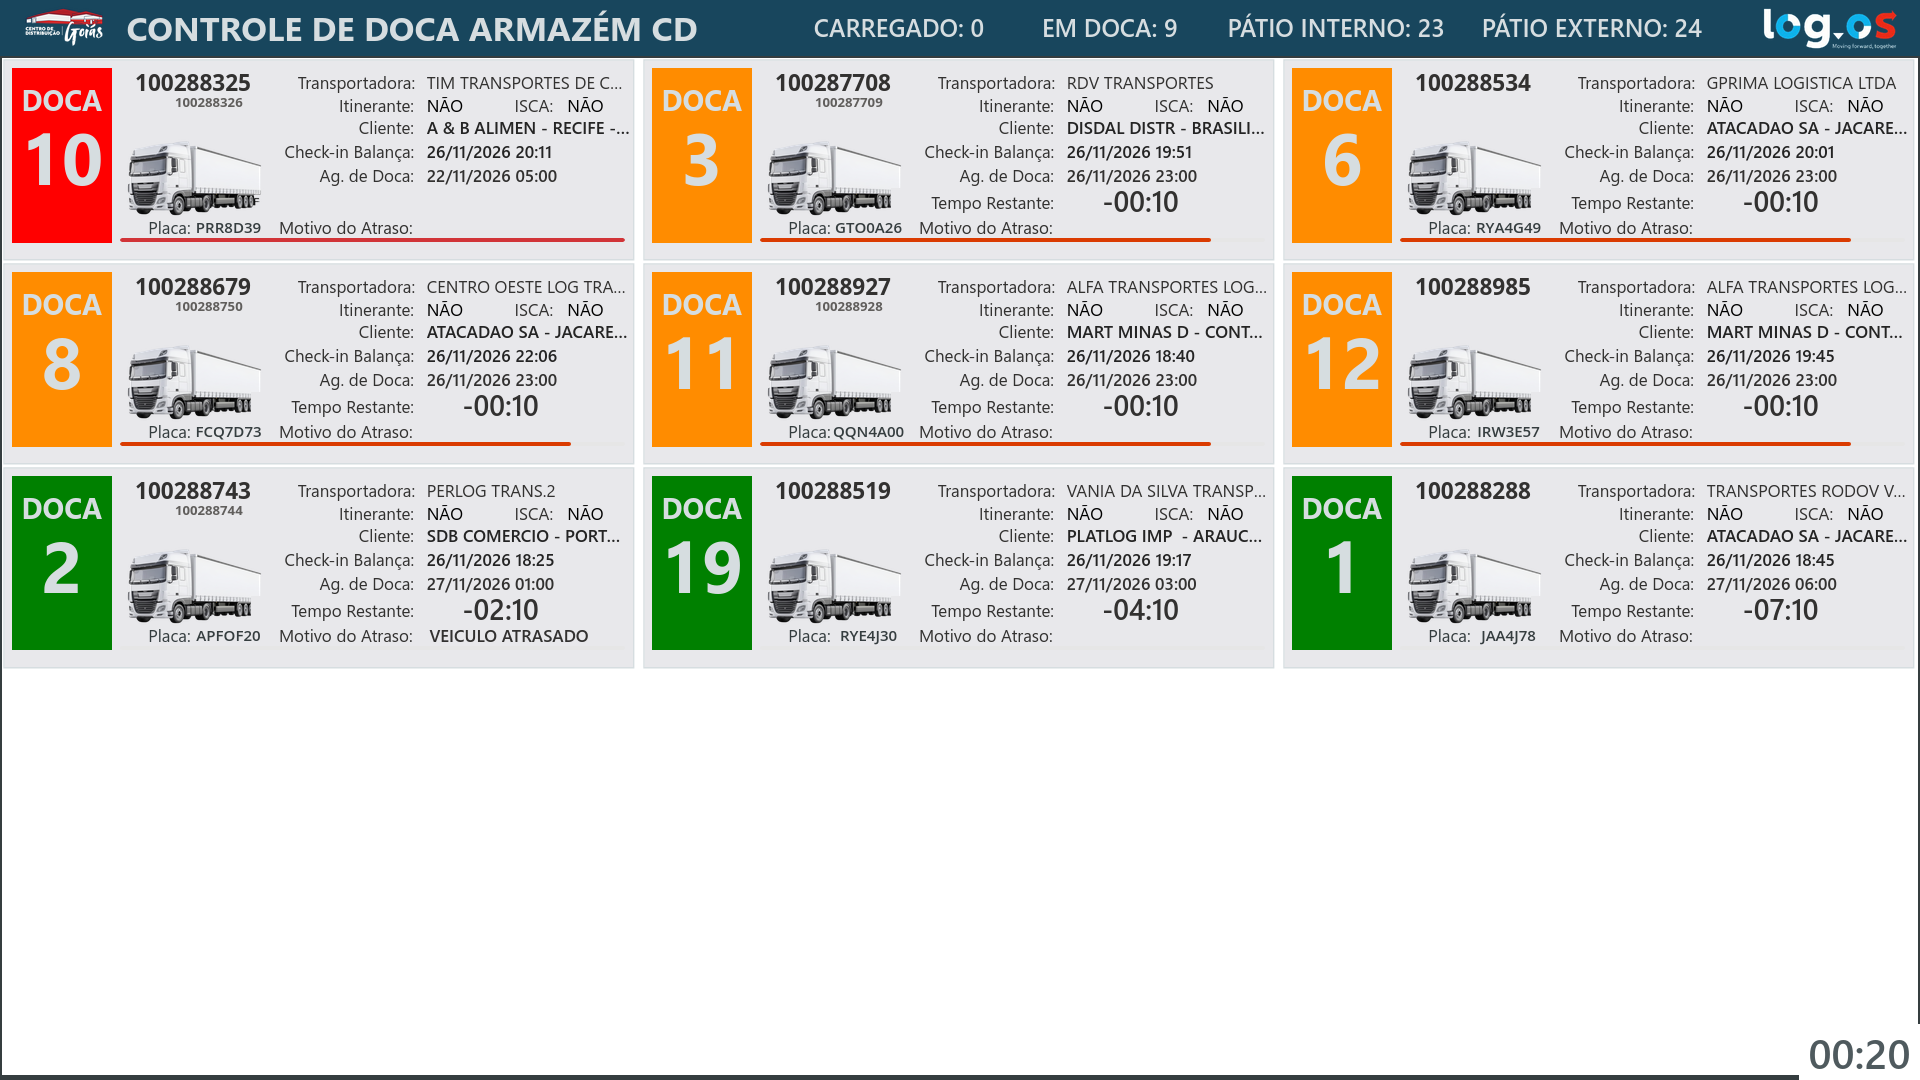 CENTRO DE DISTRIBUIÇÃO Goiás
CONTROLE DE DOCA ARMAZÉM CD
CARREGADO: 0
EM DOCA: 9
PÁTIO INTERNO: 23
PÁTIO EXTERNO: 24
log.os
Moving forward, together
DOCA
10
100288325
100288326
Transportadora: TIM TRANSPORTES DE C...
Itinerante: NÃO ISCA: NÃO
Cliente: A & B ALIMEN - RECIFE -...
Check-in Balança: 26/11/2026 20:11
Ag. de Doca: 22/11/2026 05:00
Placa: PRR8D39 Motivo do Atraso:
DOCA
3
100287708
100287709
Transportadora: RDV TRANSPORTES
Itinerante: NÃO ISCA: NÃO
Cliente: DISDAL DISTR - BRASILI...
Check-in Balança: 26/11/2026 19:51
Ag. de Doca: 26/11/2026 23:00
Tempo Restante: -00:10
Placa: GTO0A26 Motivo do Atraso:
DOCA
6
100288534
Transportadora: GPRIMA LOGISTICA LTDA
Itinerante: NÃO ISCA: NÃO
Cliente: ATACADAO SA - JACARE...
Check-in Balança: 26/11/2026 20:01
Ag. de Doca: 26/11/2026 23:00
Tempo Restante: -00:10
Placa: RYA4G49 Motivo do Atraso:
DOCA
8
100288679
100288750
Transportadora: CENTRO OESTE LOG TRA...
Itinerante: NÃO ISCA: NÃO
Cliente: ATACADAO SA - JACARE...
Check-in Balança: 26/11/2026 22:06
Ag. de Doca: 26/11/2026 23:00
Tempo Restante: -00:10
Placa: FCQ7D73 Motivo do Atraso:
DOCA
11
100288927
100288928
Transportadora: ALFA TRANSPORTES LOG...
Itinerante: NÃO ISCA: NÃO
Cliente: MART MINAS D - CONT...
Check-in Balança: 26/11/2026 18:40
Ag. de Doca: 26/11/2026 23:00
Tempo Restante: -00:10
Placa: QQN4A00 Motivo do Atraso:
DOCA
12
100288985
Transportadora: ALFA TRANSPORTES LOG...
Itinerante: NÃO ISCA: NÃO
Cliente: MART MINAS D - CONT...
Check-in Balança: 26/11/2026 19:45
Ag. de Doca: 26/11/2026 23:00
Tempo Restante: -00:10
Placa: IRW3E57 Motivo do Atraso:
DOCA
2
100288743
100288744
Transportadora: PERLOG TRANS.2
Itinerante: NÃO ISCA: NÃO
Cliente: SDB COMERCIO - PORT...
Check-in Balança: 26/11/2026 18:25
Ag. de Doca: 27/11/2026 01:00
Tempo Restante: -02:10
Placa: APFOF20 Motivo do Atraso: VEICULO ATRASADO
DOCA
19
100288519
Transportadora: VANIA DA SILVA TRANSP...
Itinerante: NÃO ISCA: NÃO
Cliente: PLATLOG IMP - ARAUC...
Check-in Balança: 26/11/2026 19:17
Ag. de Doca: 27/11/2026 03:00
Tempo Restante: -04:10
Placa: RYE4J30 Motivo do Atraso:
DOCA
1
100288288
Transportadora: TRANSPORTES RODOV V...
Itinerante: NÃO ISCA: NÃO
Cliente: ATACADAO SA - JACARE...
Check-in Balança: 26/11/2026 18:45
Ag. de Doca: 27/11/2026 06:00
Tempo Restante: -07:10
Placa: JAA4J78 Motivo do Atraso:
00:20